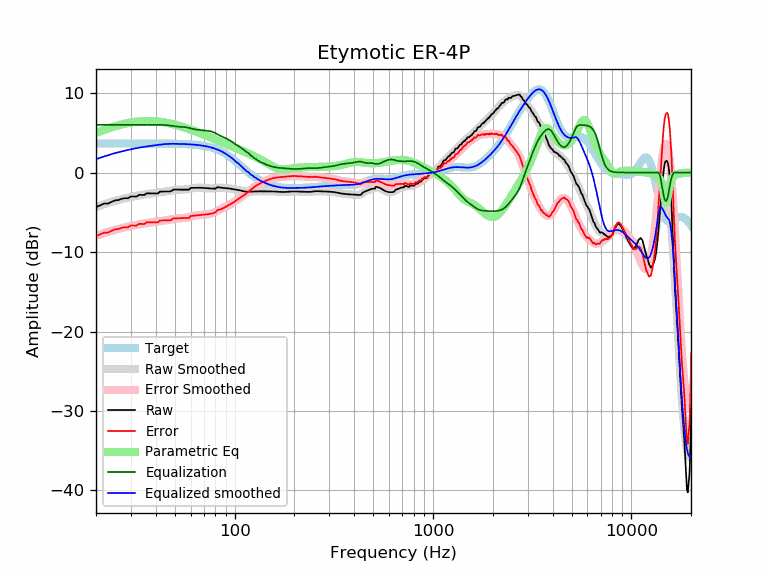 Etymotic ER-4P
Amplitude (dBr)
10
0
−10
−20
−30
−40
Target
Raw Smoothed
Error Smoothed
Raw
Error
Parametric Eq
Equalization
Equalized smoothed
100
1000
10000
Frequency (Hz)